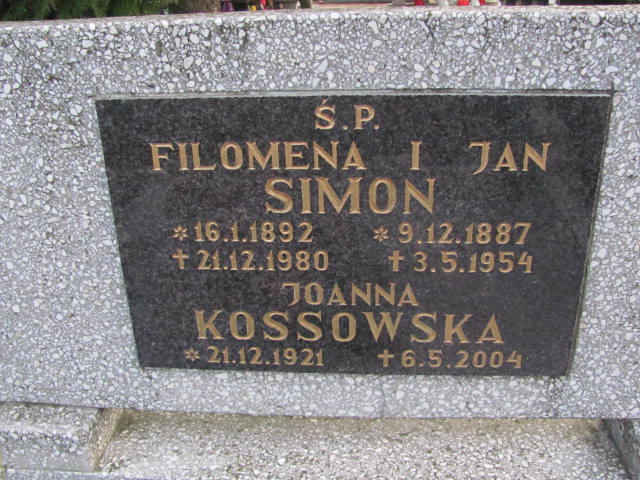 Ś.P.
FILOMENA I JAN
SIMON
*16.1.1892 *9.12.1887
†21.12.1980 †3.5.1954
JOANNA
KOSSOWSKA
*21.12.1921 †6.5.2004